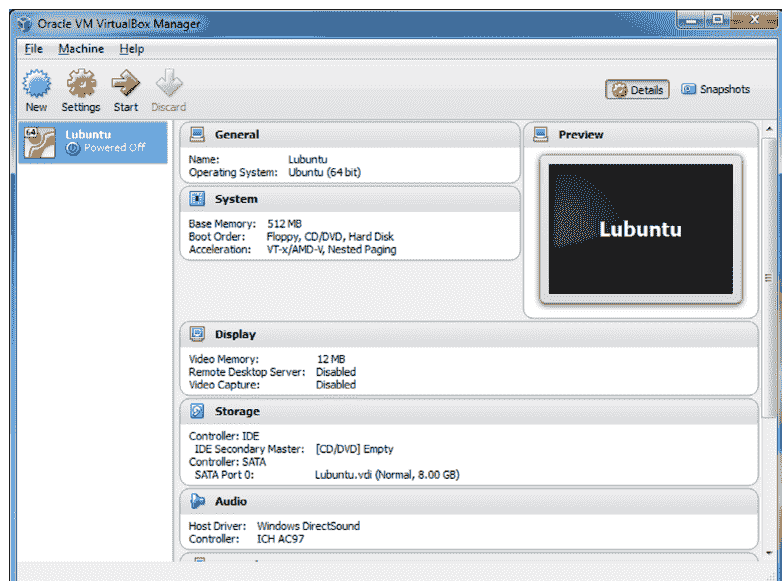 Oracle VM VirtualBox Manager
File Machine Help
New Settings Start Discard
Details Snapshots
64
Lubuntu
Powered Off
General
Name: Lubuntu
Operating System: Ubuntu (64 bit)
System
Base Memory: 512 MB
Boot Order: Floppy, CD/DVD, Hard Disk
Acceleration: VT-x/AMD-V, Nested Paging
Preview
Lubuntu
Display
Video Memory: 12 MB
Remote Desktop Server: Disabled
Video Capture: Disabled
Storage
Controller: IDE
IDE Secondary Master: [CD/DVD] Empty
Controller: SATA
SATA Port 0: Lubuntu.vdi (Normal, 8.00 GB)
Audio
Host Driver: Windows DirectSound
Controller: ICH AC97